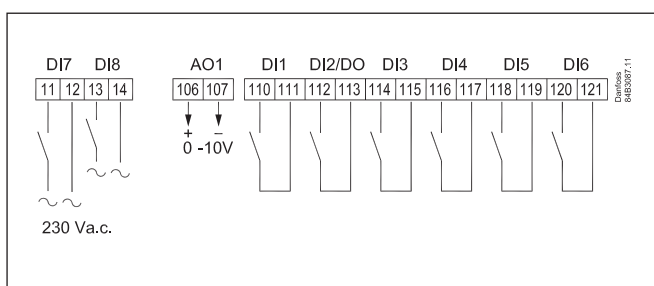 DI7 DI8 AO1 DI1 DI2/DO DI3 DI4 DI5 DI6
11 12 13 14 106 107 110 111 112 113 114 115 116 117 118 119 120 121
+ –
0 -10V
230 Va.c.
Danfoss
84B3087.11